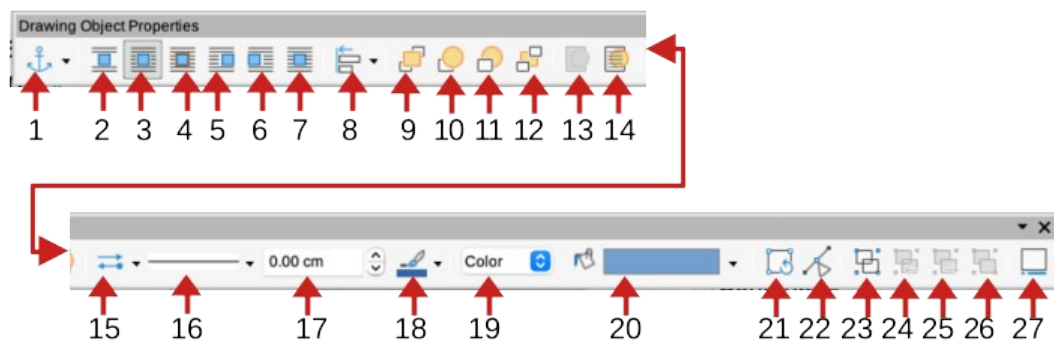 Drawing Object Properties
1 2 3 4 5 6 7 8 9 10 11 12 13 14
0.00 cm Color
15 16 17 18 19 20 21 22 23 24 25 26 27